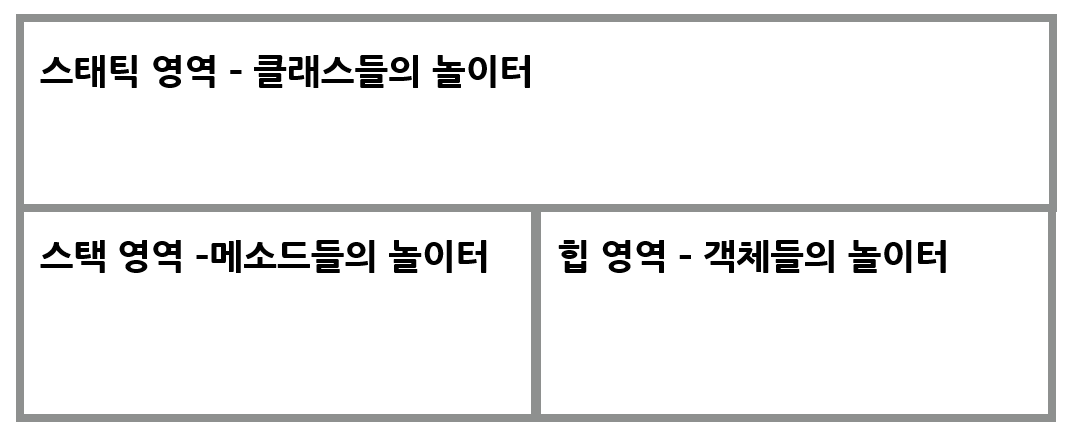 스태틱 영역 - 클래스들의 놀이터
스택 영역 -메소드들의 놀이터
힙 영역 - 객체들의 놀이터